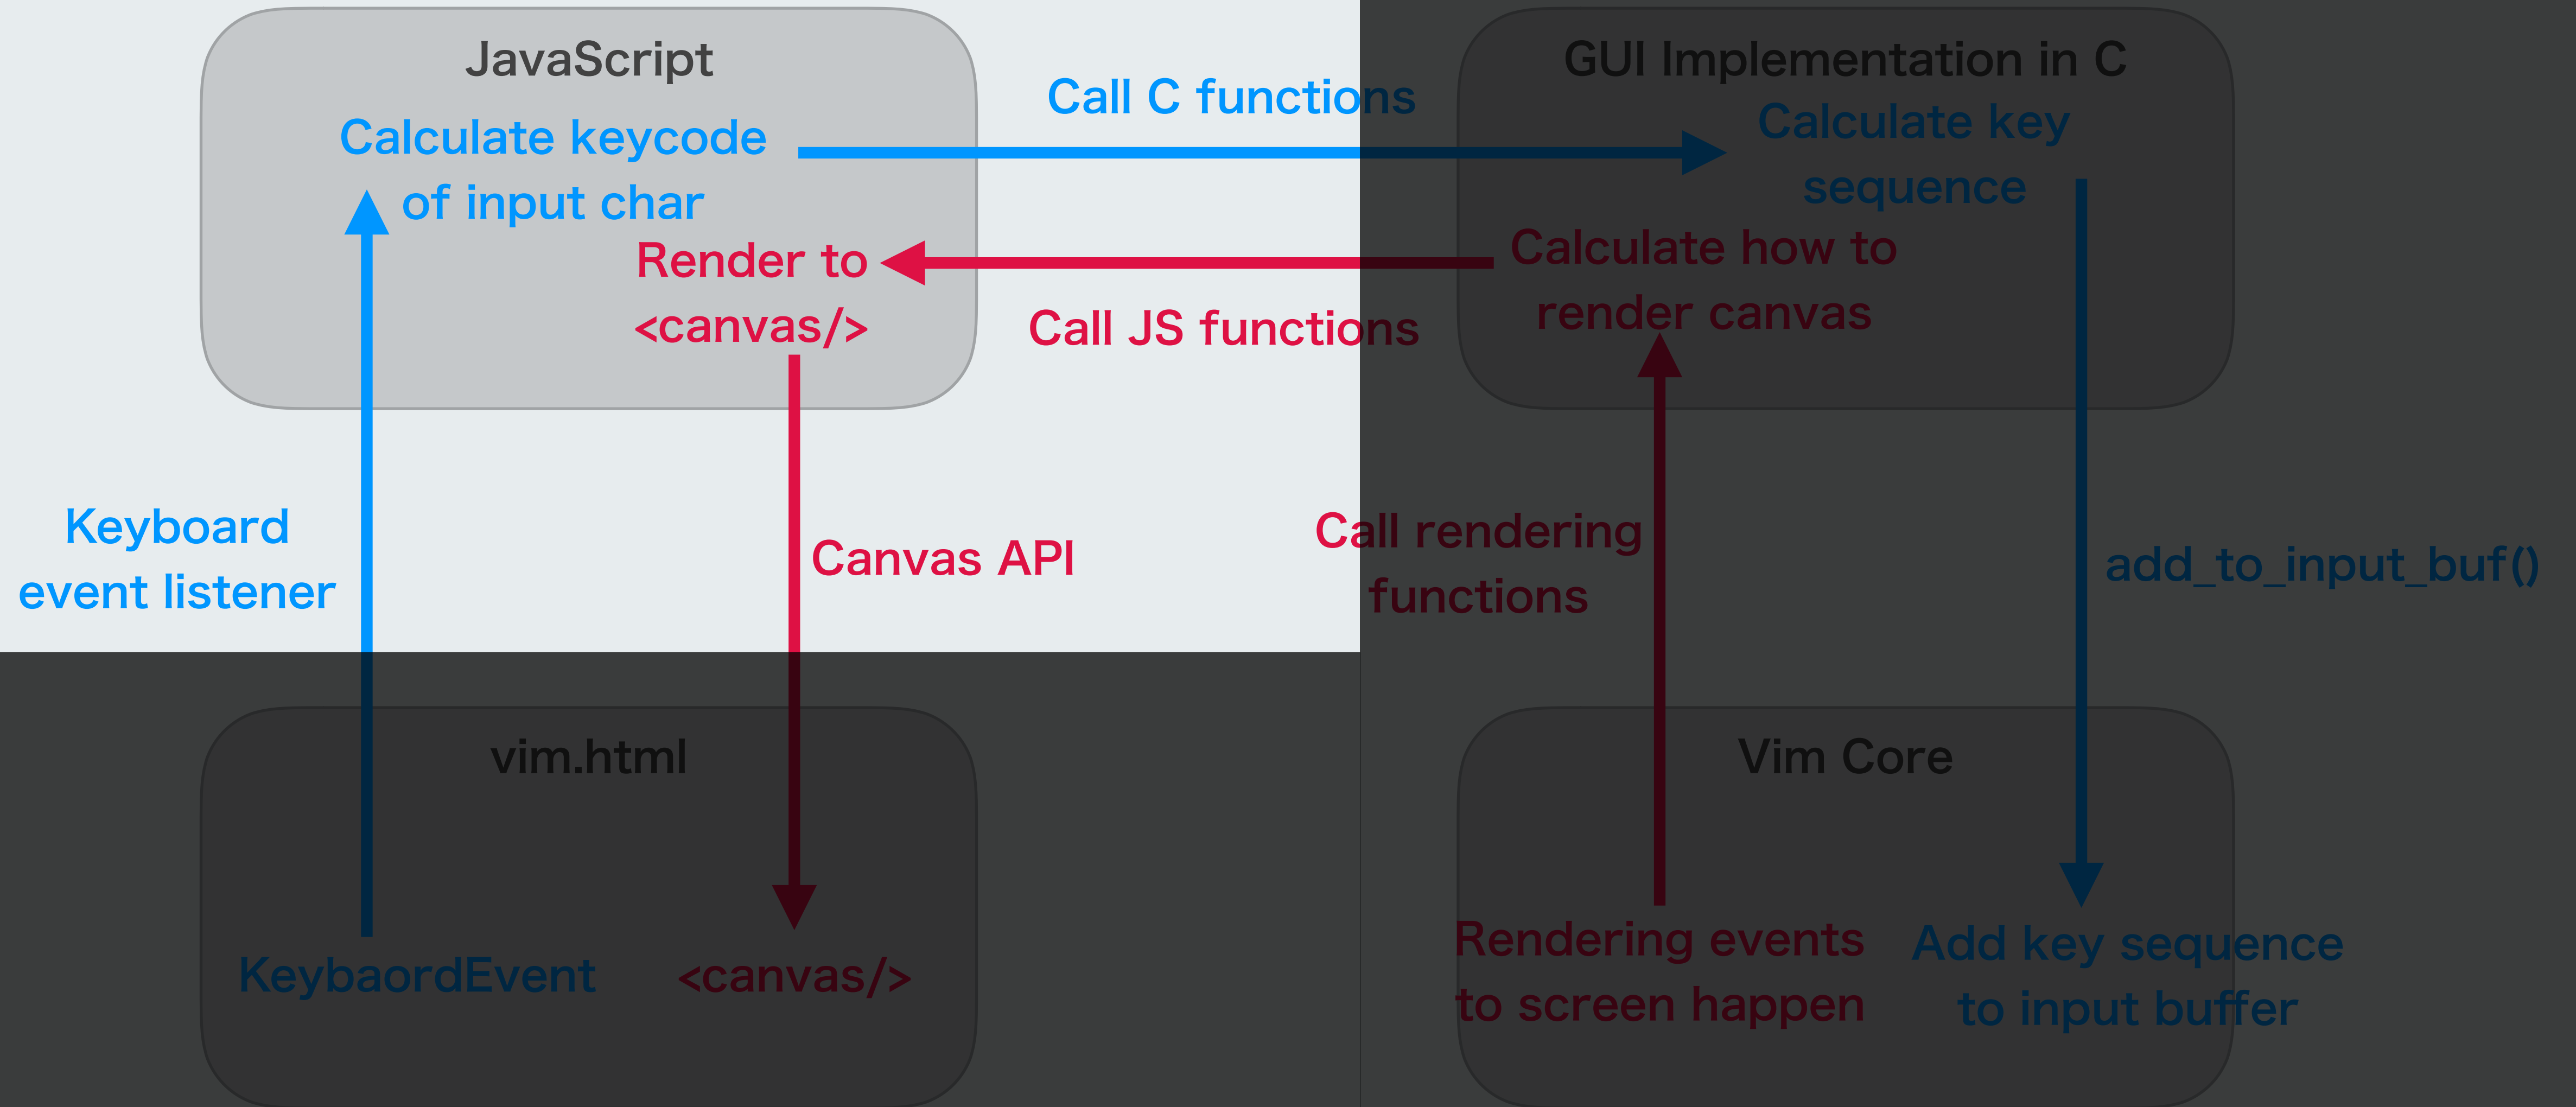 JavaScript
Calculate keycode
of input char
Render to
<canvas/>
Call C functions
Call JS functions
GUI Implementation in C
Calculate key
sequence
Calculate how to
render canvas
Keyboard
event listener
Canvas API
Call rendering
functions
add_to_input_buf()
vim.html
KeybaordEvent
<canvas/>
Vim Core
Rendering events
to screen happen
Add key sequence
to input buffer